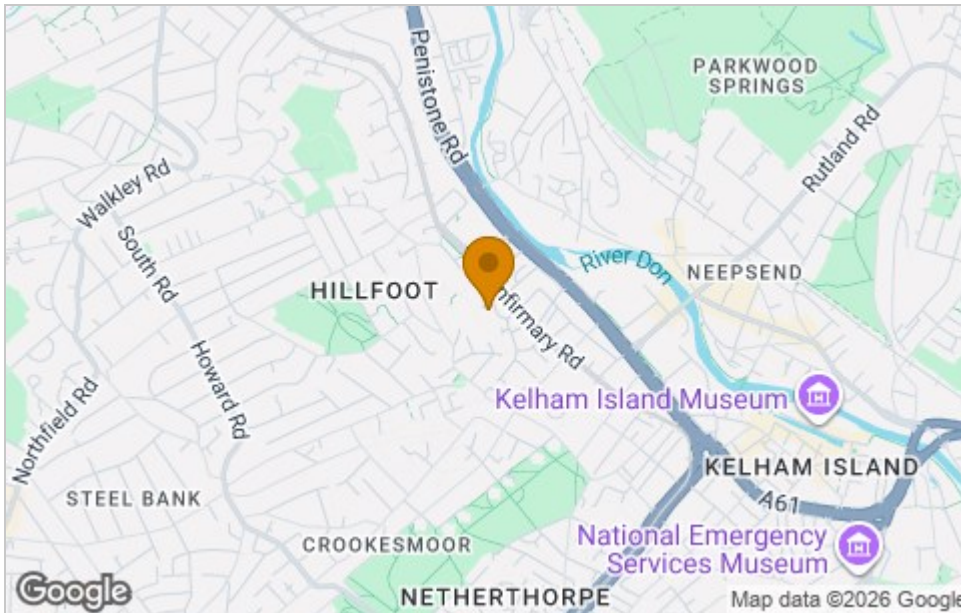 Penistone Rd
PARKWOOD
SPRINGS
Rutland Rd
Walkley Rd
South Rd
River Don
NEEPSEND
HILLFOOT
Infirmary Rd
Howard Rd
Northfield Rd
Kelham Island Museum
KELHAM ISLAND
STEEL BANK
A61
CROOKESMOOR
National Emergency
Services Museum
NETHERTHORPE
Google
Map data ©2026 Google